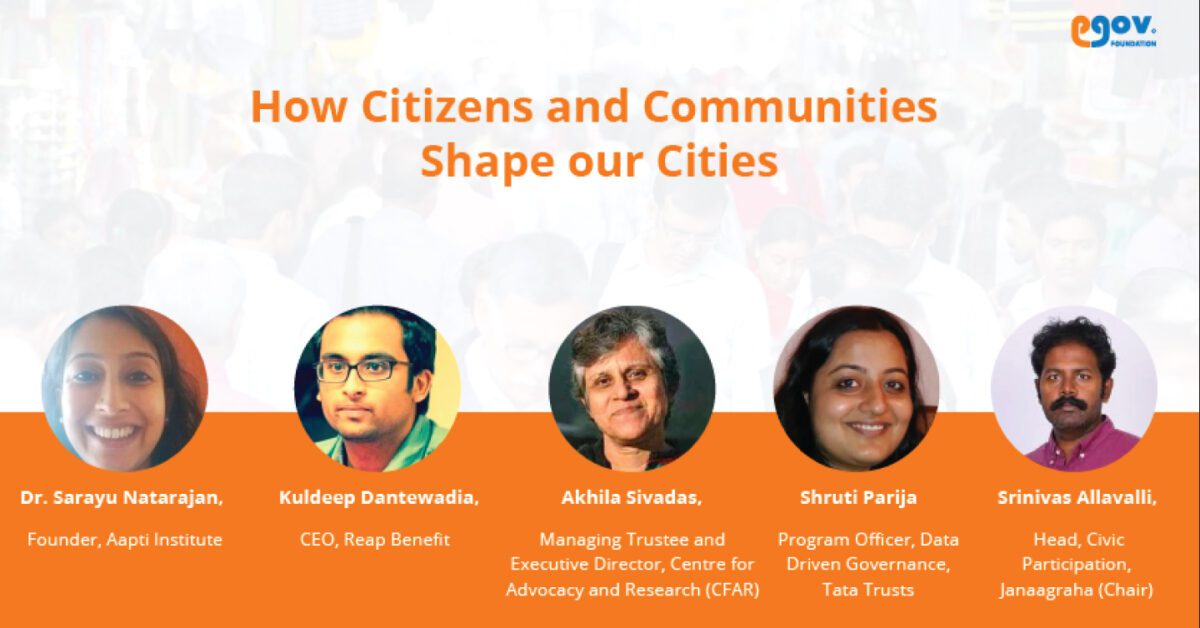 egov.
FOUNDATION
How Citizens and Communities
Shape our Cities
Dr. Sarayu Natarajan,
Founder, Aapti Institute
Kuldeep Dantewadia,
CEO, Reap Benefit
Akhila Sivadas,
Managing Trustee and
Executive Director, Centre for
Advocacy and Research (CFAR)
Shruti Parija
Program Officer, Data
Driven Governance,
Tata Trusts
Srinivas Allavalli,
Head, Civic
Participation,
Janaagraha (Chair)